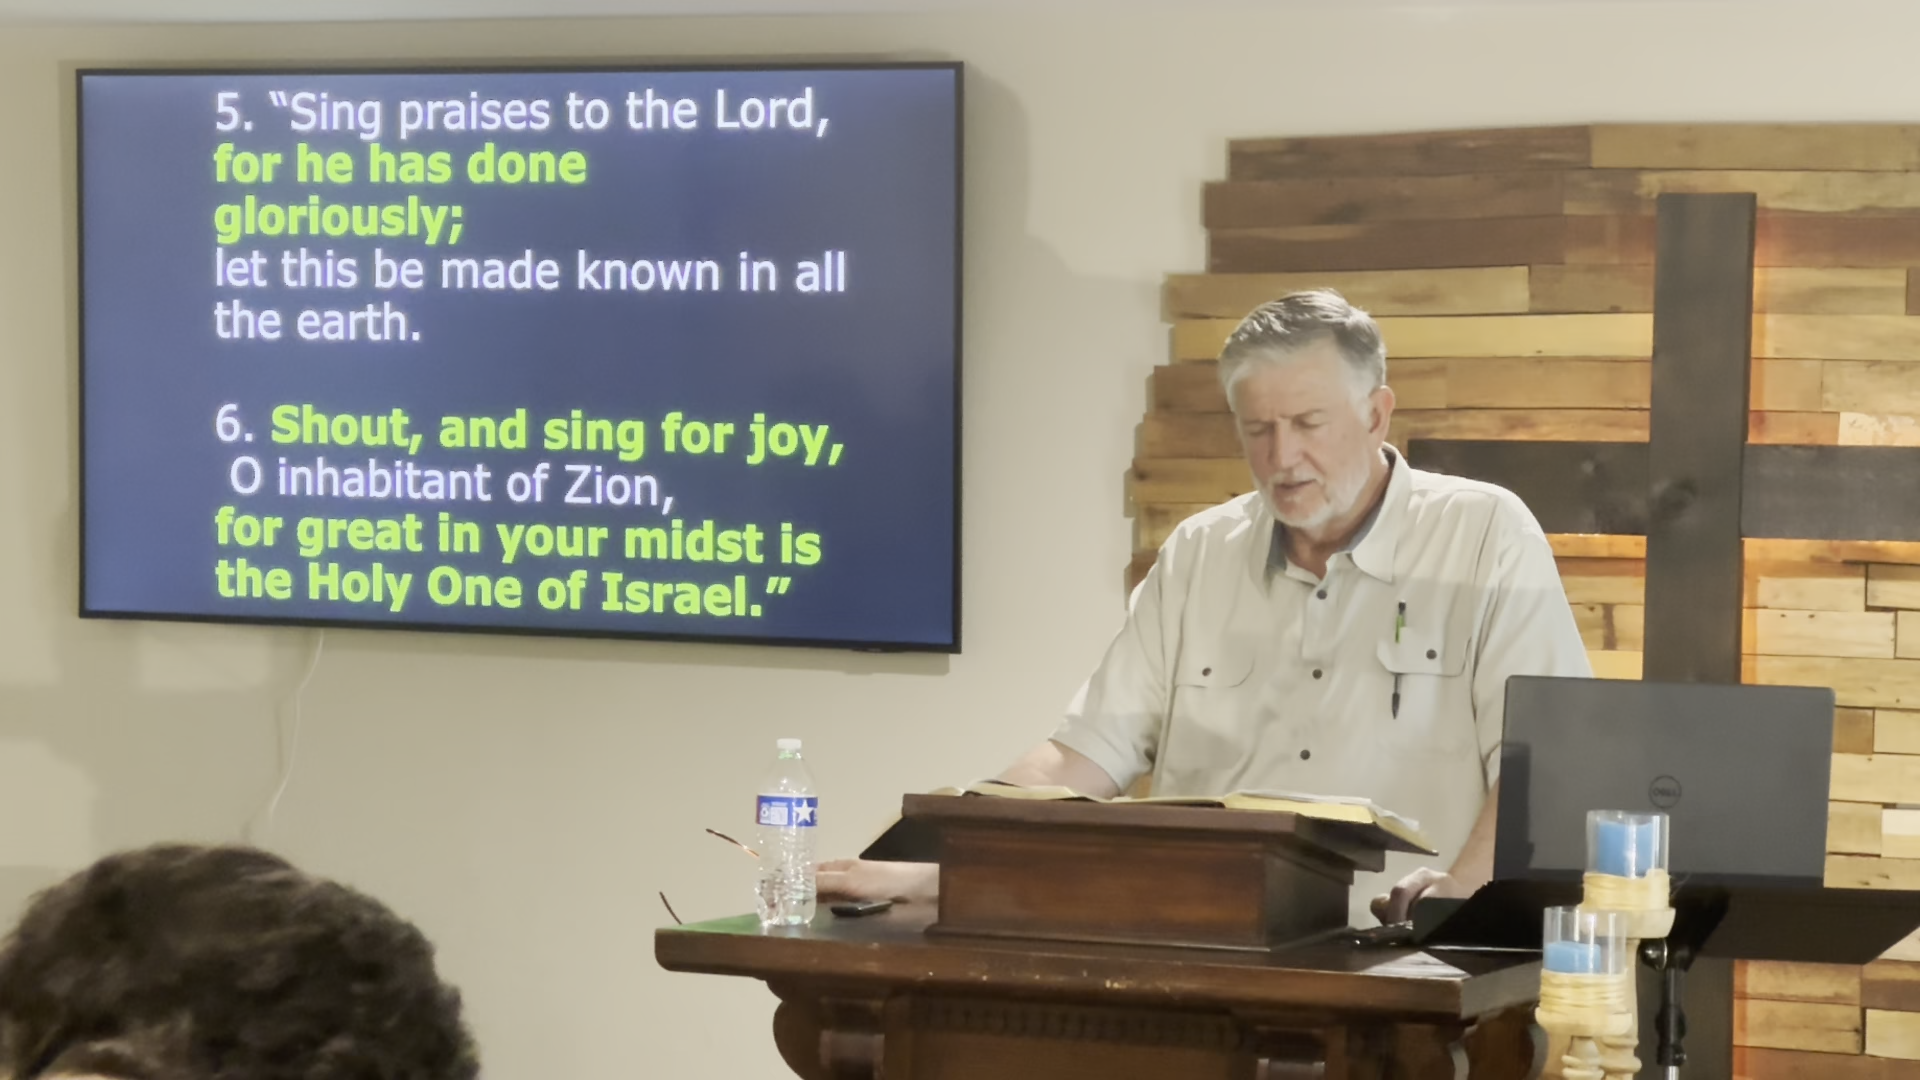 5. “Sing praises to the Lord,
for he has done
gloriously;
let this be made known in all
the earth.
6. Shout, and sing for joy,
O inhabitant of Zion,
for great in your midst is
the Holy One of Israel.”
DELL